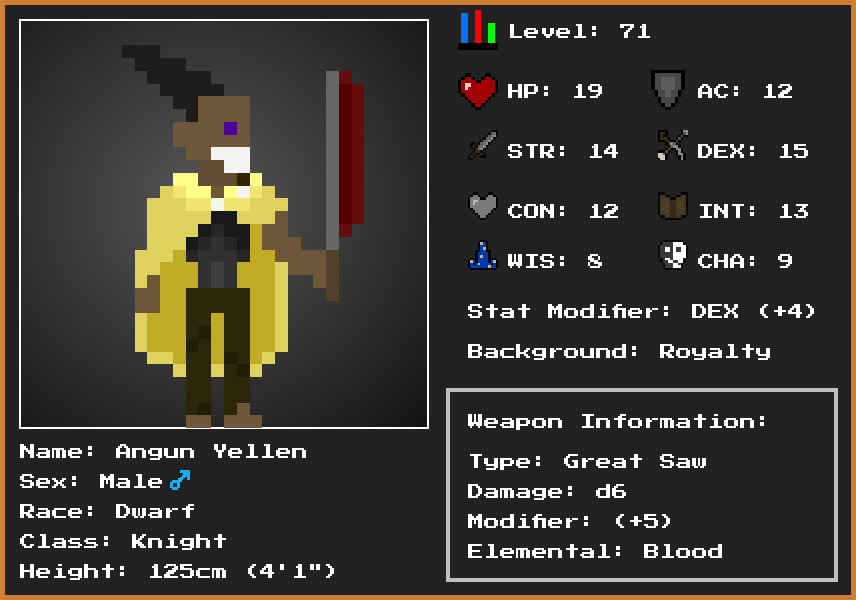 Level: 71
HP: 19 AC: 12
STR: 14 DEX: 15
CON: 12 INT: 13
WIS: 8 CHA: 9
Stat Modifier: DEX (+4)
Background: Royalty
Name: Angun Yellen
Sex: Male♂
Race: Dwarf
Class: Knight
Height: 125cm (4'1")
Weapon Information:
Type: Great Saw
Damage: d6
Modifier: (+5)
Elemental: Blood